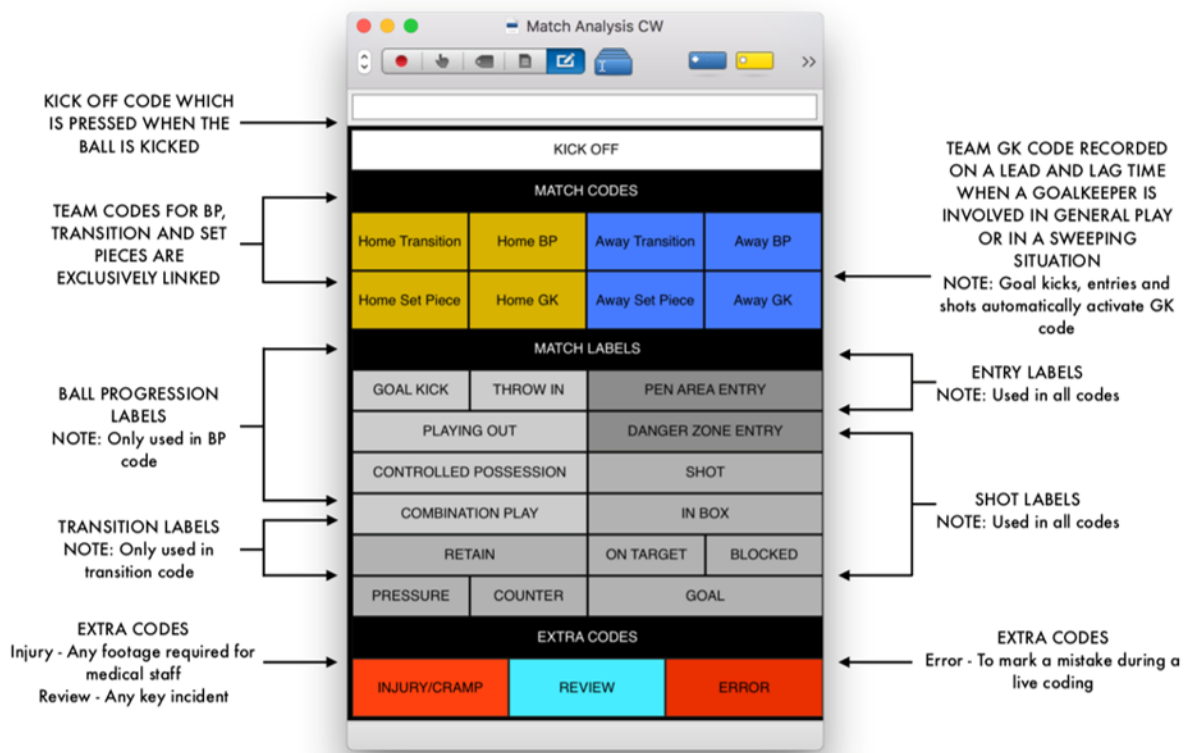 Match Analysis CW
KICK OFF CODE WHICH
IS PRESSED WHEN THE
BALL IS KICKED
TEAM CODES FOR BP,
TRANSITION AND SET
PIECES ARE
EXCLUSIVELY LINKED
BALL PROGRESSION
LABELS
NOTE: Only used in BP
code
TRANSITION LABELS
NOTE: Only used in
transition code
EXTRA CODES
Injury - Any footage required for
medical staff
Review - Any key incident
KICK OFF
MATCH CODES
Home Transition Home BP Away Transition Away BP
Home Set Piece Home GK Away Set Piece Away GK
MATCH LABELS
GOAL KICK THROW IN PEN AREA ENTRY
PLAYING OUT DANGER ZONE ENTRY
CONTROLLED POSSESSION SHOT
COMBINATION PLAY IN BOX
RETAIN ON TARGET BLOCKED
PRESSURE COUNTER GOAL
EXTRA CODES
INJURY/CRAMP REVIEW ERROR
TEAM GK CODE RECORDED
ON A LEAD AND LAG TIME
WHEN A GOALKEEPER IS
INVOLVED IN GENERAL PLAY
OR IN A SWEEPING
SITUATION
NOTE: Goal kicks, entries and
shots automatically activate GK
code
ENTRY LABELS
NOTE: Used in all codes
SHOT LABELS
NOTE: Used in all codes
EXTRA CODES
Error - To mark a mistake during a
live coding